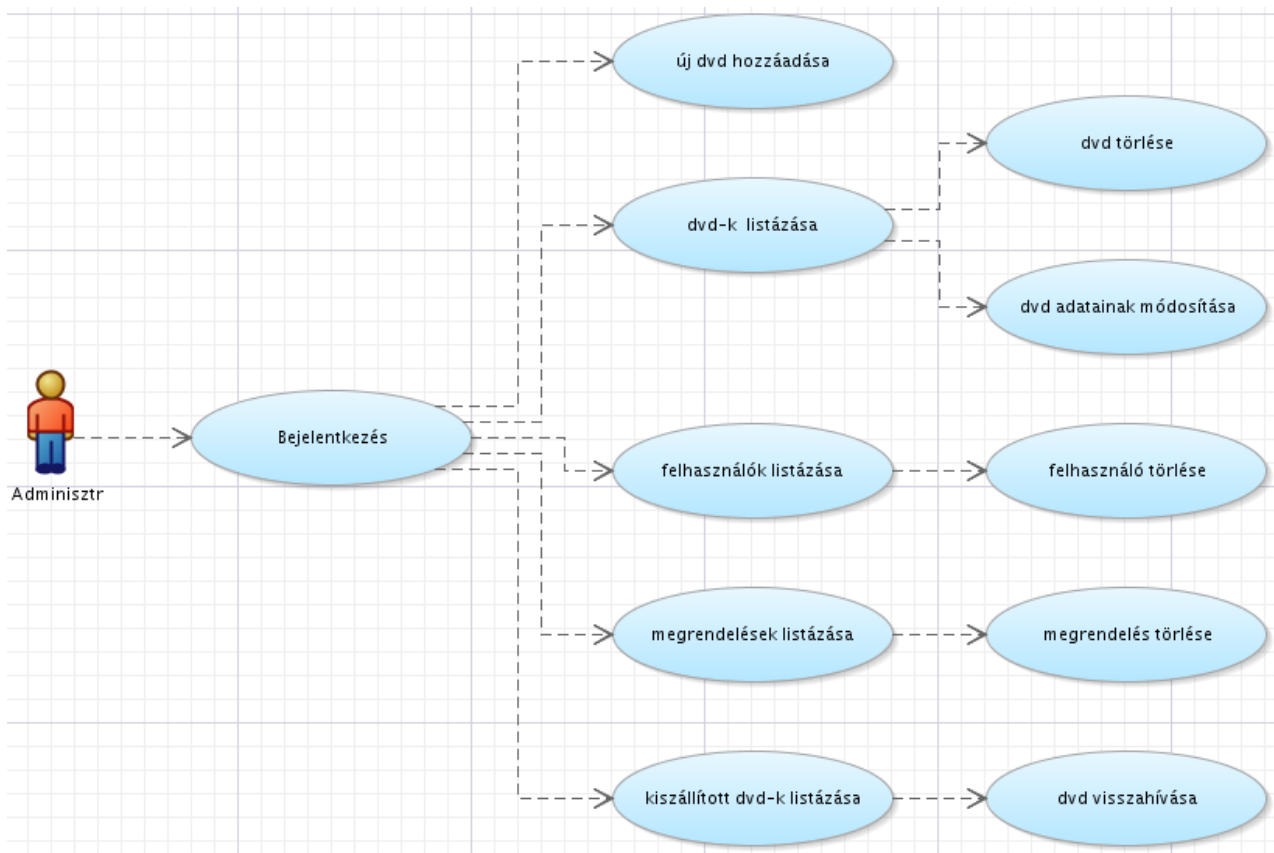 új dvd hozzáadása
dvd törlése
dvd-k listázása
dvd adatainak módosítása
Bejelentkezés
felhasználók listázása
felhasználó törlése
Adminisztr
megrendelések listázása
megrendelés törlése
kiszállított dvd-k listázása
dvd visszahívása